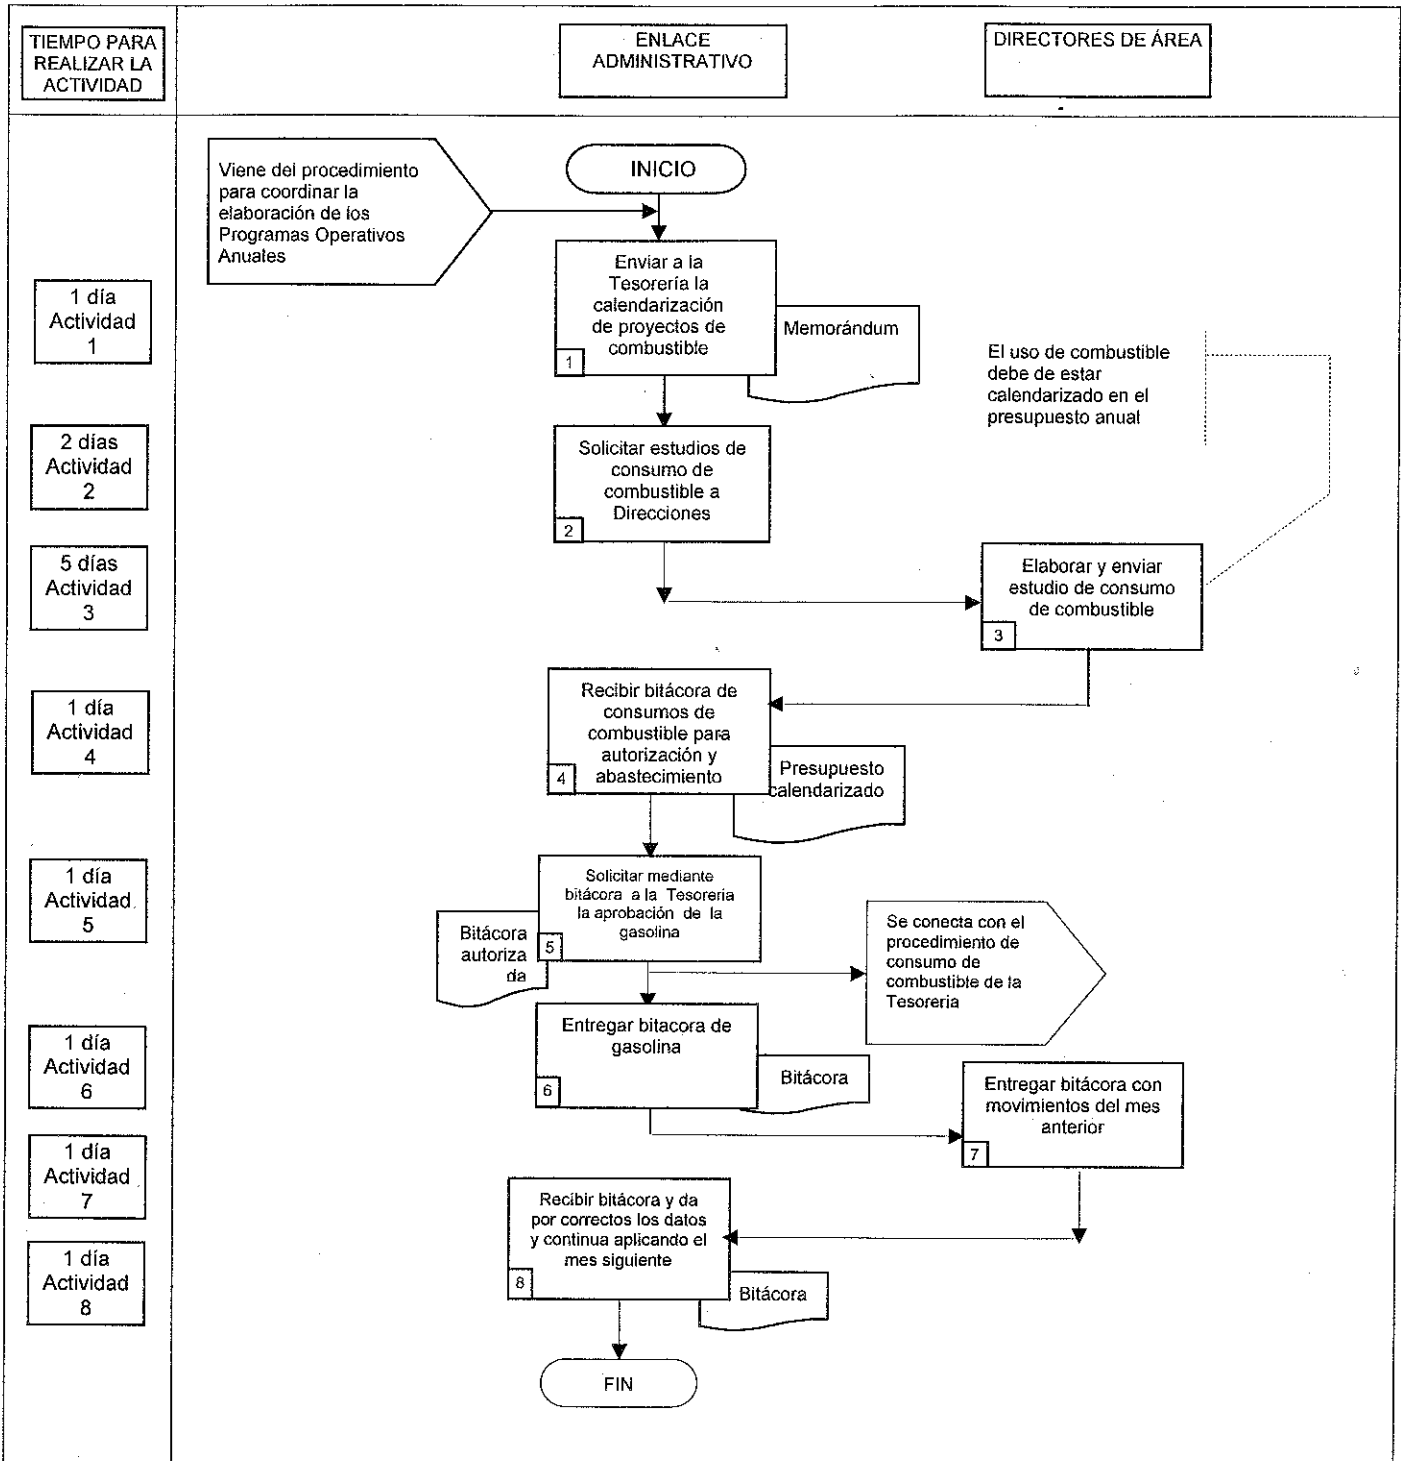 TIEMPO PARA
REALIZAR LA
ACTIVIDAD
ENLACE
ADMINISTRATIVO
DIRECTORES DE ÁREA
Viene del procedimiento
para coordinar la
elaboración de los
Programas Operativos
Anuales
INICIO
1 día
Actividad
1
Enviar a la
Tesorería la
calendarización
de proyectos de
combustible
1
Memorándum
El uso de combustible
debe de estar
calendarizado en el
presupuesto anual
2 días
Actividad
2
Solicitar estudios de
consumo de
combustible a
Direcciones
2
5 días
Actividad
3
Elaborar y enviar
estudio de consumo
de combustible
3
1 día
Actividad
4
Recibir bitácora de
consumos de
combustible para
autorización y
abastecimiento
4
Presupuesto
calendarizado
1 día
Actividad
5
Solicitar mediante
bitácora a la Tesoreria
la aprobación de la
gasolina
5
Bitácora
autoriza
da
Se conecta con el
procedimiento de
consumo de
combustible de la
Tesoreria
1 día
Actividad
6
Entregar bitacora de
gasolina
6
Bitácora
Entregar bitácora con
movimientos del mes
anterior
7
1 día
Actividad
7
Recibir bitácora y da
por correctos los datos
y continua aplicando el
mes siguiente
8
Bitácora
1 día
Actividad
8
FIN